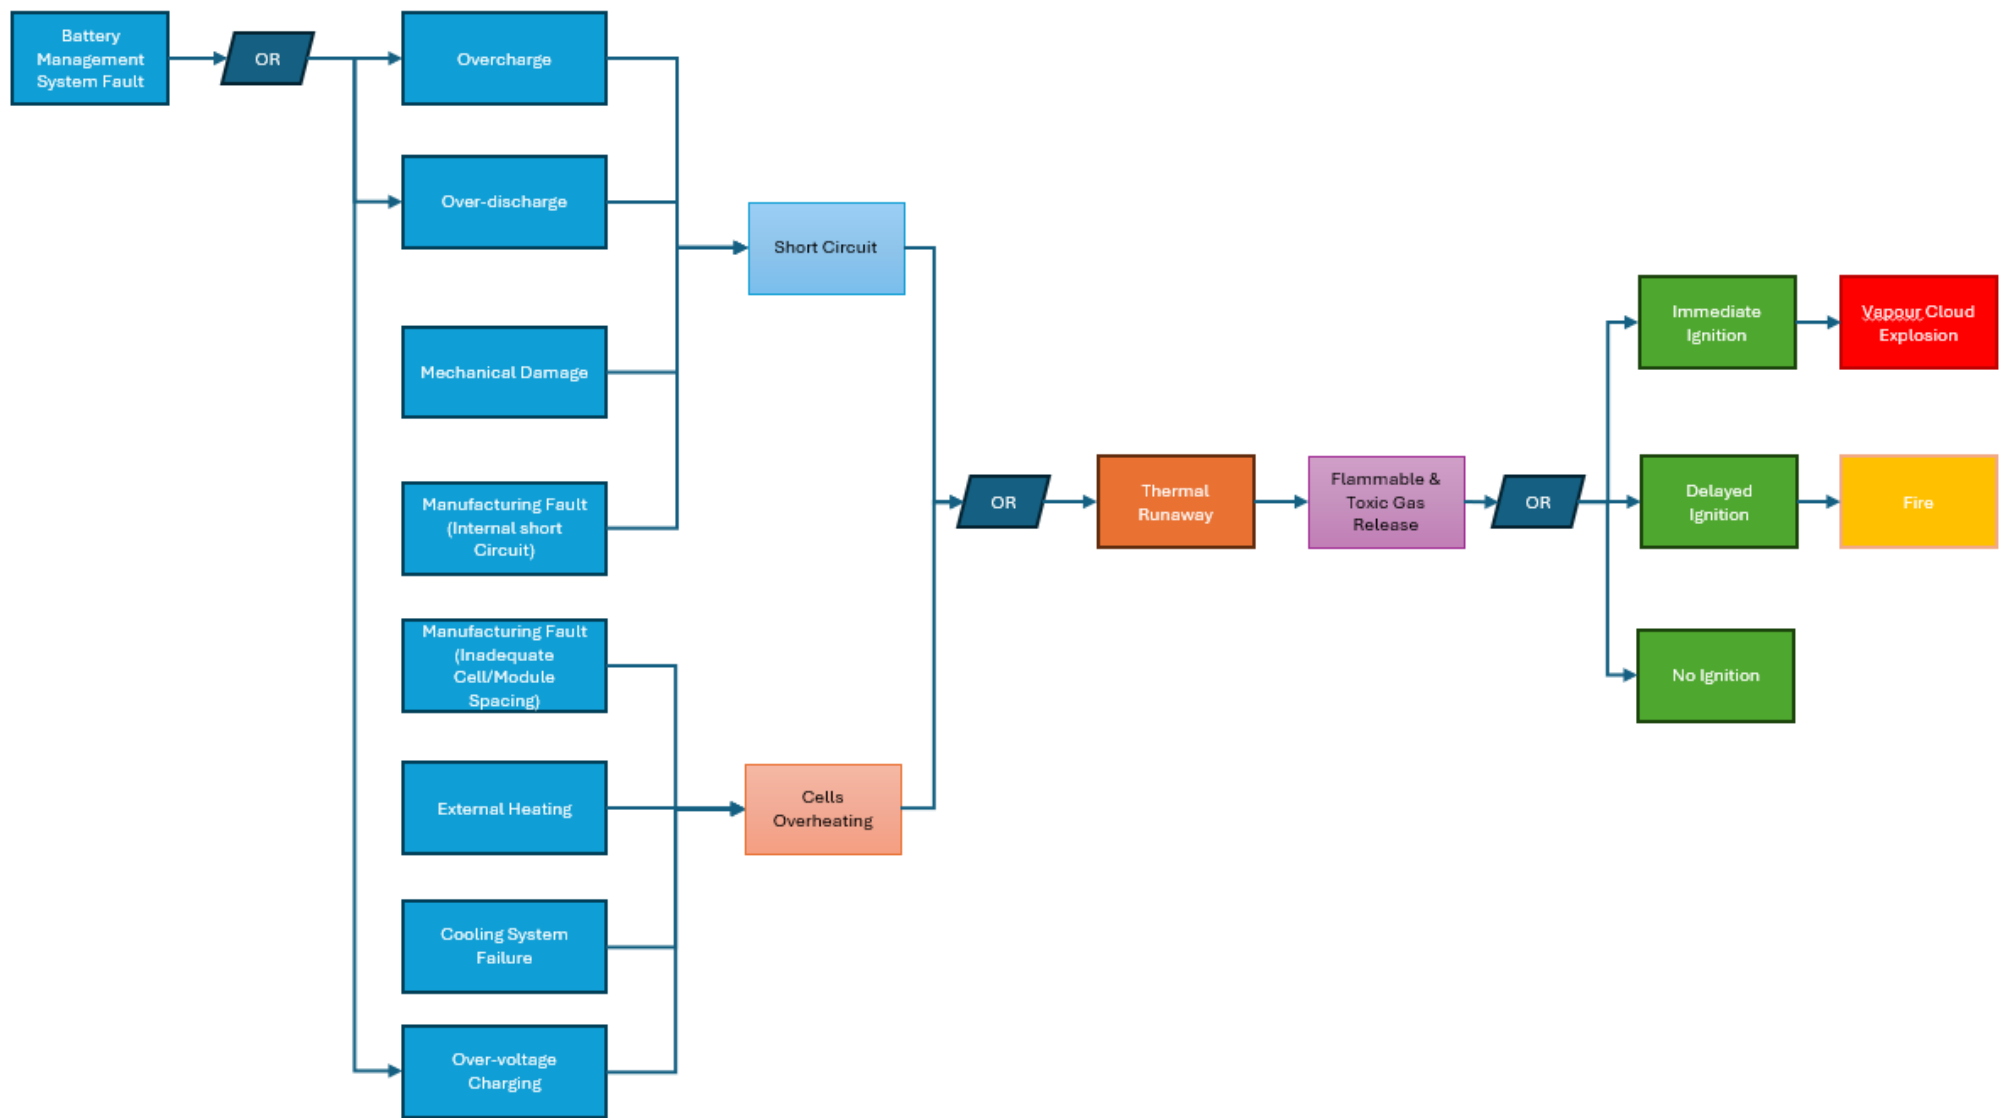 Battery
Management
System Fault
OR
Overcharge
Over-discharge
Mechanical Damage
Manufacturing Fault
(Internal short
Circuit)
Manufacturing Fault
(Inadequate
Cell/Module
Spacing)
External Heating
Cooling System
Failure
Over-voltage
Charging
Short Circuit
Cells
Overheating
OR
Thermal
Runaway
Flammable &
Toxic Gas
Release
OR
Immediate
Ignition
Vapour Cloud
Explosion
Delayed
Ignition
Fire
No Ignition